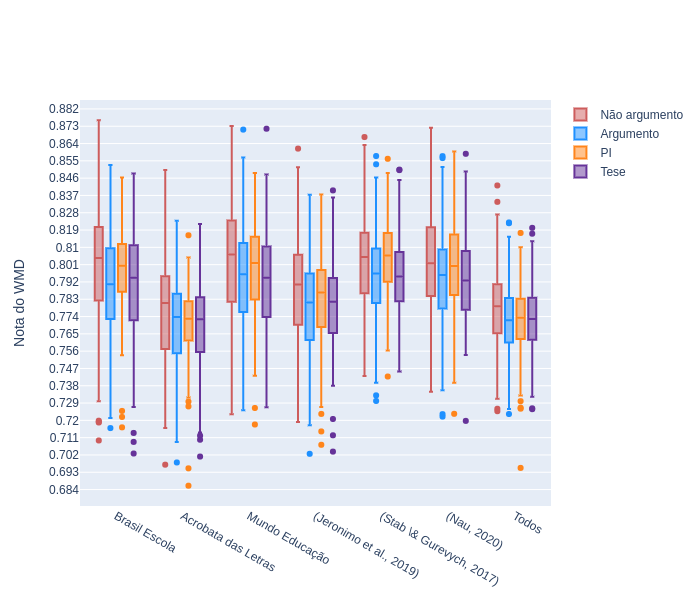 Nota do WMD
0.882
0.873
0.864
0.855
0.846
0.837
0.828
0.819
0.81
0.801
0.792
0.783
0.774
0.765
0.756
0.747
0.738
0.729
0.72
0.711
0.702
0.693
0.684
Brasil Escola
Acrobata das Letras
Mundo Educação
(Jeronimo et al., 2019)
(Stab \& Gurevych, 2017)
(Nau, 2020)
Todos
Não argumento
Argumento
PI
Tese